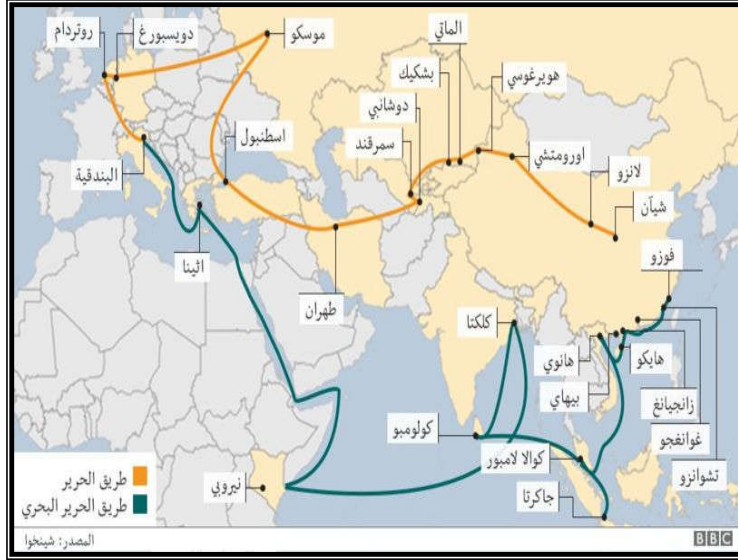 روتردام
دويسبورغ
موسكو
الماتي
بشكيك
هويرغوسي
دوشانبي
سمرقند
اسطنبول
اورومتشي
لانزو
شيآن
البندقية
اثينا
طهران
فوزو
كلكتا
هانوي
هايكو
بيهاي
زانجيانغ
غوانغجو
تشوانزو
كولومبو
كوالا لامبور
جاكرتا
نيروبي
طريق الحرير
طريق الحرير البحري
المصدر: شينخوا
BBC